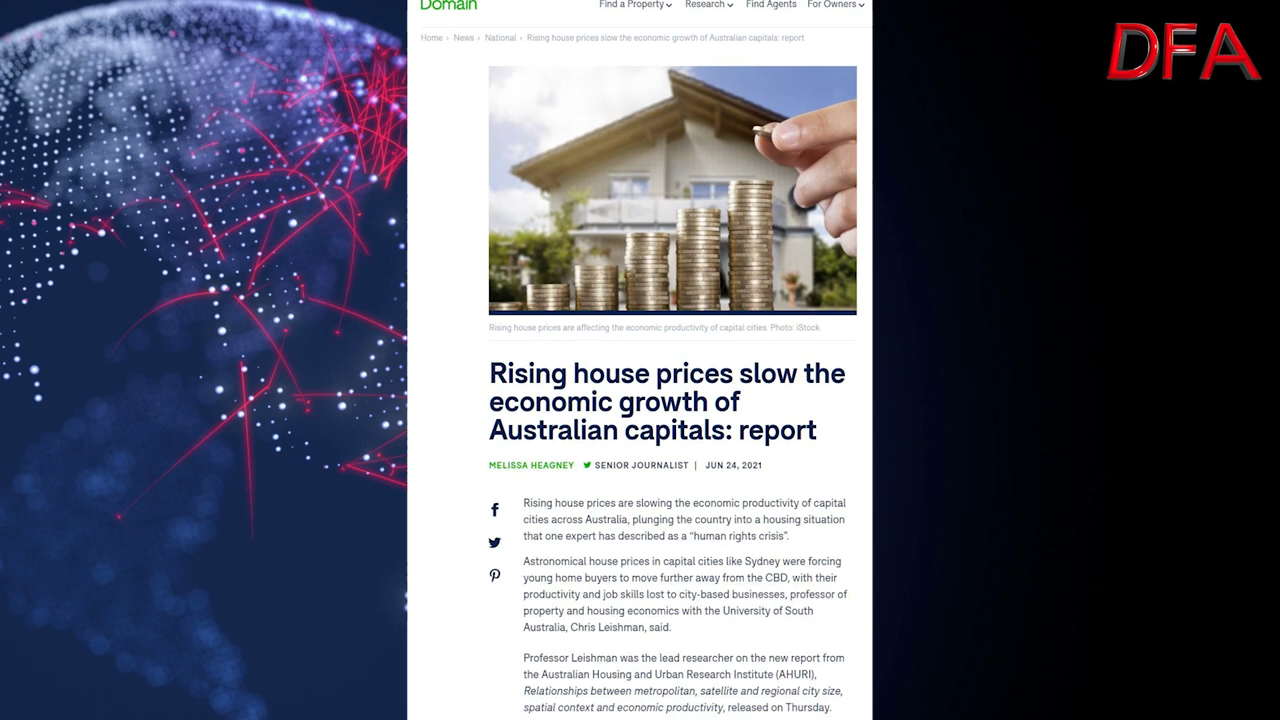 Domain
Find a Property Research Find Agents For Owners
DFA
Home › News › National › Rising house prices slow the economic growth of Australian capitals: report
Rising house prices are affecting the economic productivity of capital cities. Photo: iStock
Rising house prices slow the
economic growth of
Australian capitals: report
MELISSA HEAGNEY SENIOR JOURNALIST | JUN 24, 2021
Rising house prices are slowing the economic productivity of capital
cities across Australia, plunging the country into a housing situation
that one expert has described as a “human rights crisis”.
Astronomical house prices in capital cities like Sydney were forcing
young home buyers to move further away from the CBD, with their
productivity and job skills lost to city-based businesses, professor of
property and housing economics with the University of South
Australia, Chris Leishman, said.
Professor Leishman was the lead researcher on the new report from
the Australian Housing and Urban Research Institute (AHURI),
Relationships between metropolitan, satellite and regional city size,
spatial context and economic productivity, released on Thursday.